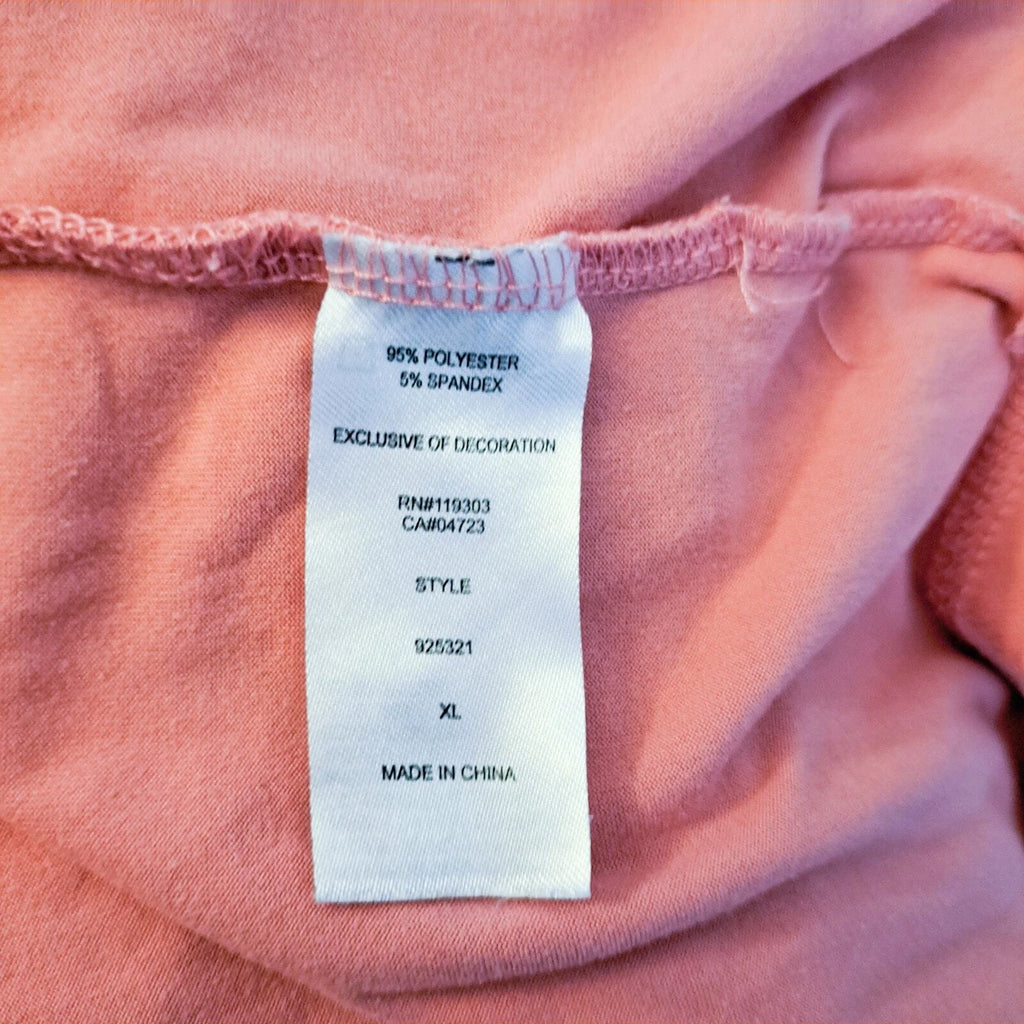 95% POLYESTER
5% SPANDEX
EXCLUSIVE OF DECORATION
RN#119303
CA#04723
STYLE
925321
XL
MADE IN CHINA